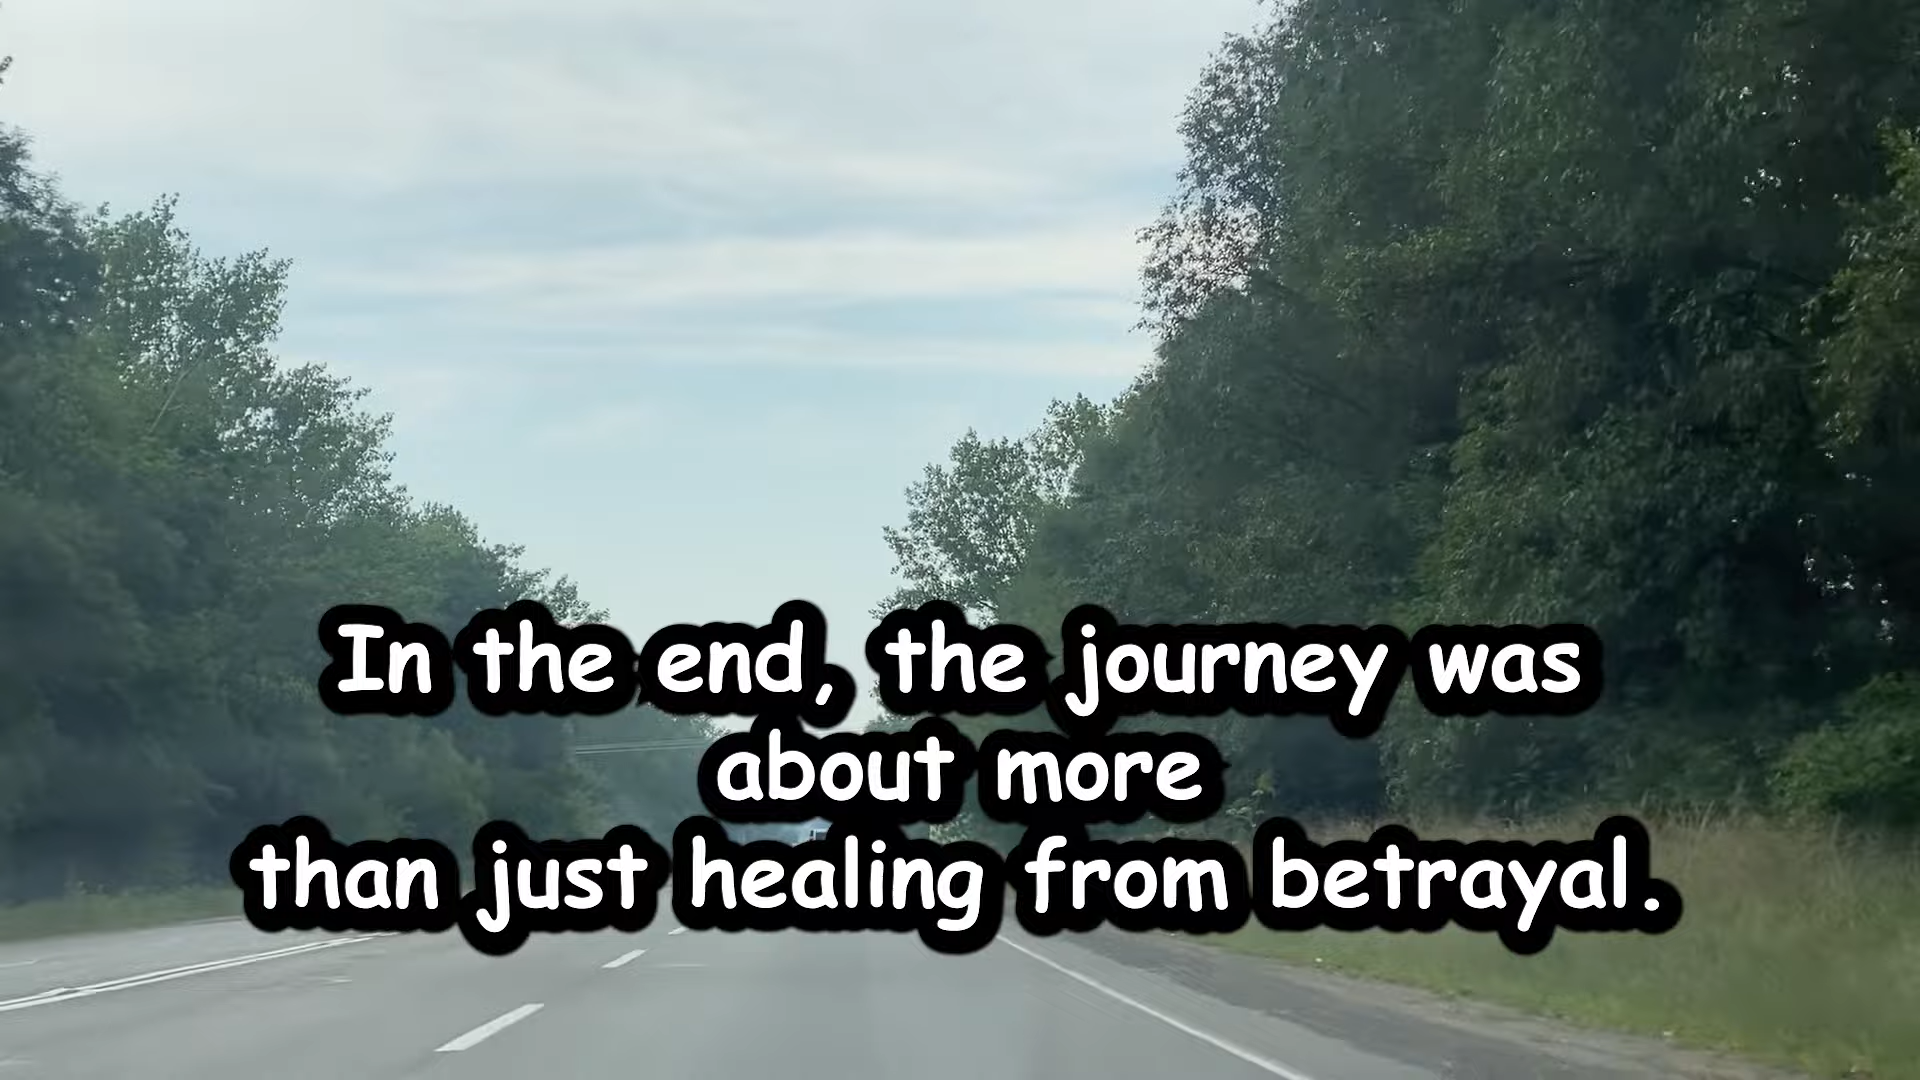 In the end, the journey was
about more
than just healing from betrayal.